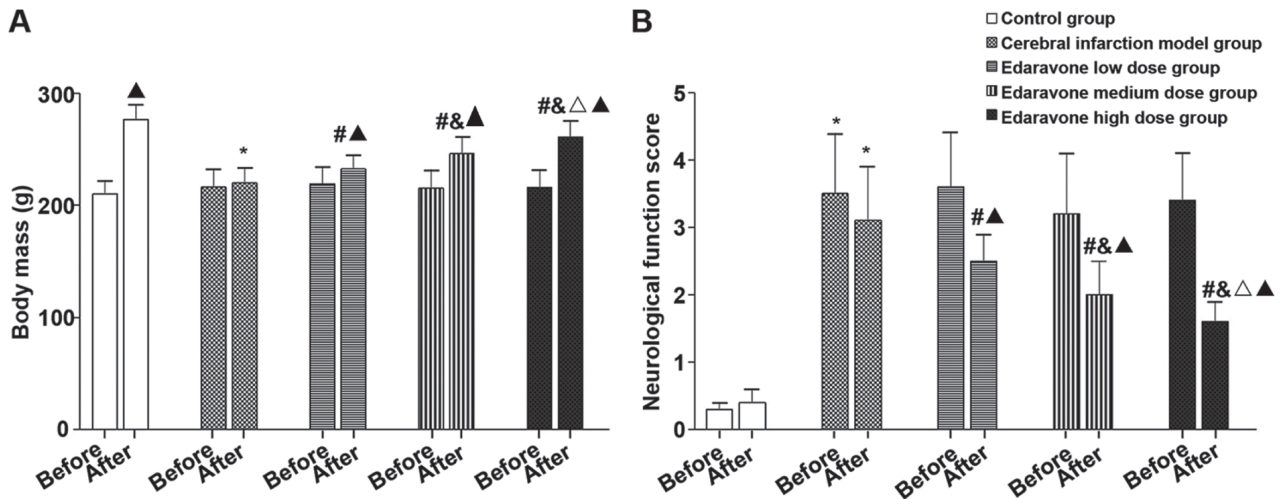 A
Body mass (g)
300
200
100
0
▲
*
#▲
#&▲
#&△▲
Before
After
Before
After
Before
After
Before
After
Before
After
B
Control group
Cerebral infarction model group
Edaravone low dose group
Edaravone medium dose group
Edaravone high dose group
Neurological function score
5
4
3
2
1
0
*
*
#▲
#&▲
#&△▲
Before
After
Before
After
Before
After
Before
After
Before
After